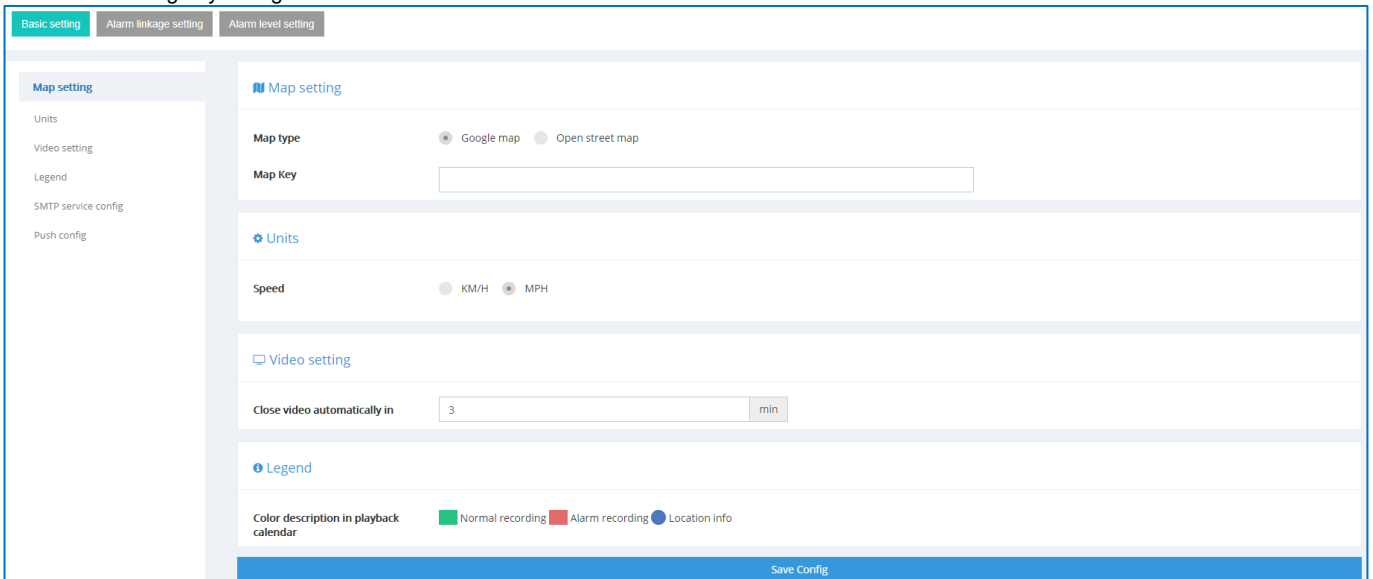 Basic setting Alarm linkage setting Alarm level setting
Map setting
Units
Video setting
Legend
SMTP service config
Push config
Map setting
Map type Google map Open street map
Map Key
Units
Speed KM/H MPH
Video setting
Close video automatically in 3 min
Legend
Color description in playback calendar Normal recording Alarm recording Location info
Save Config